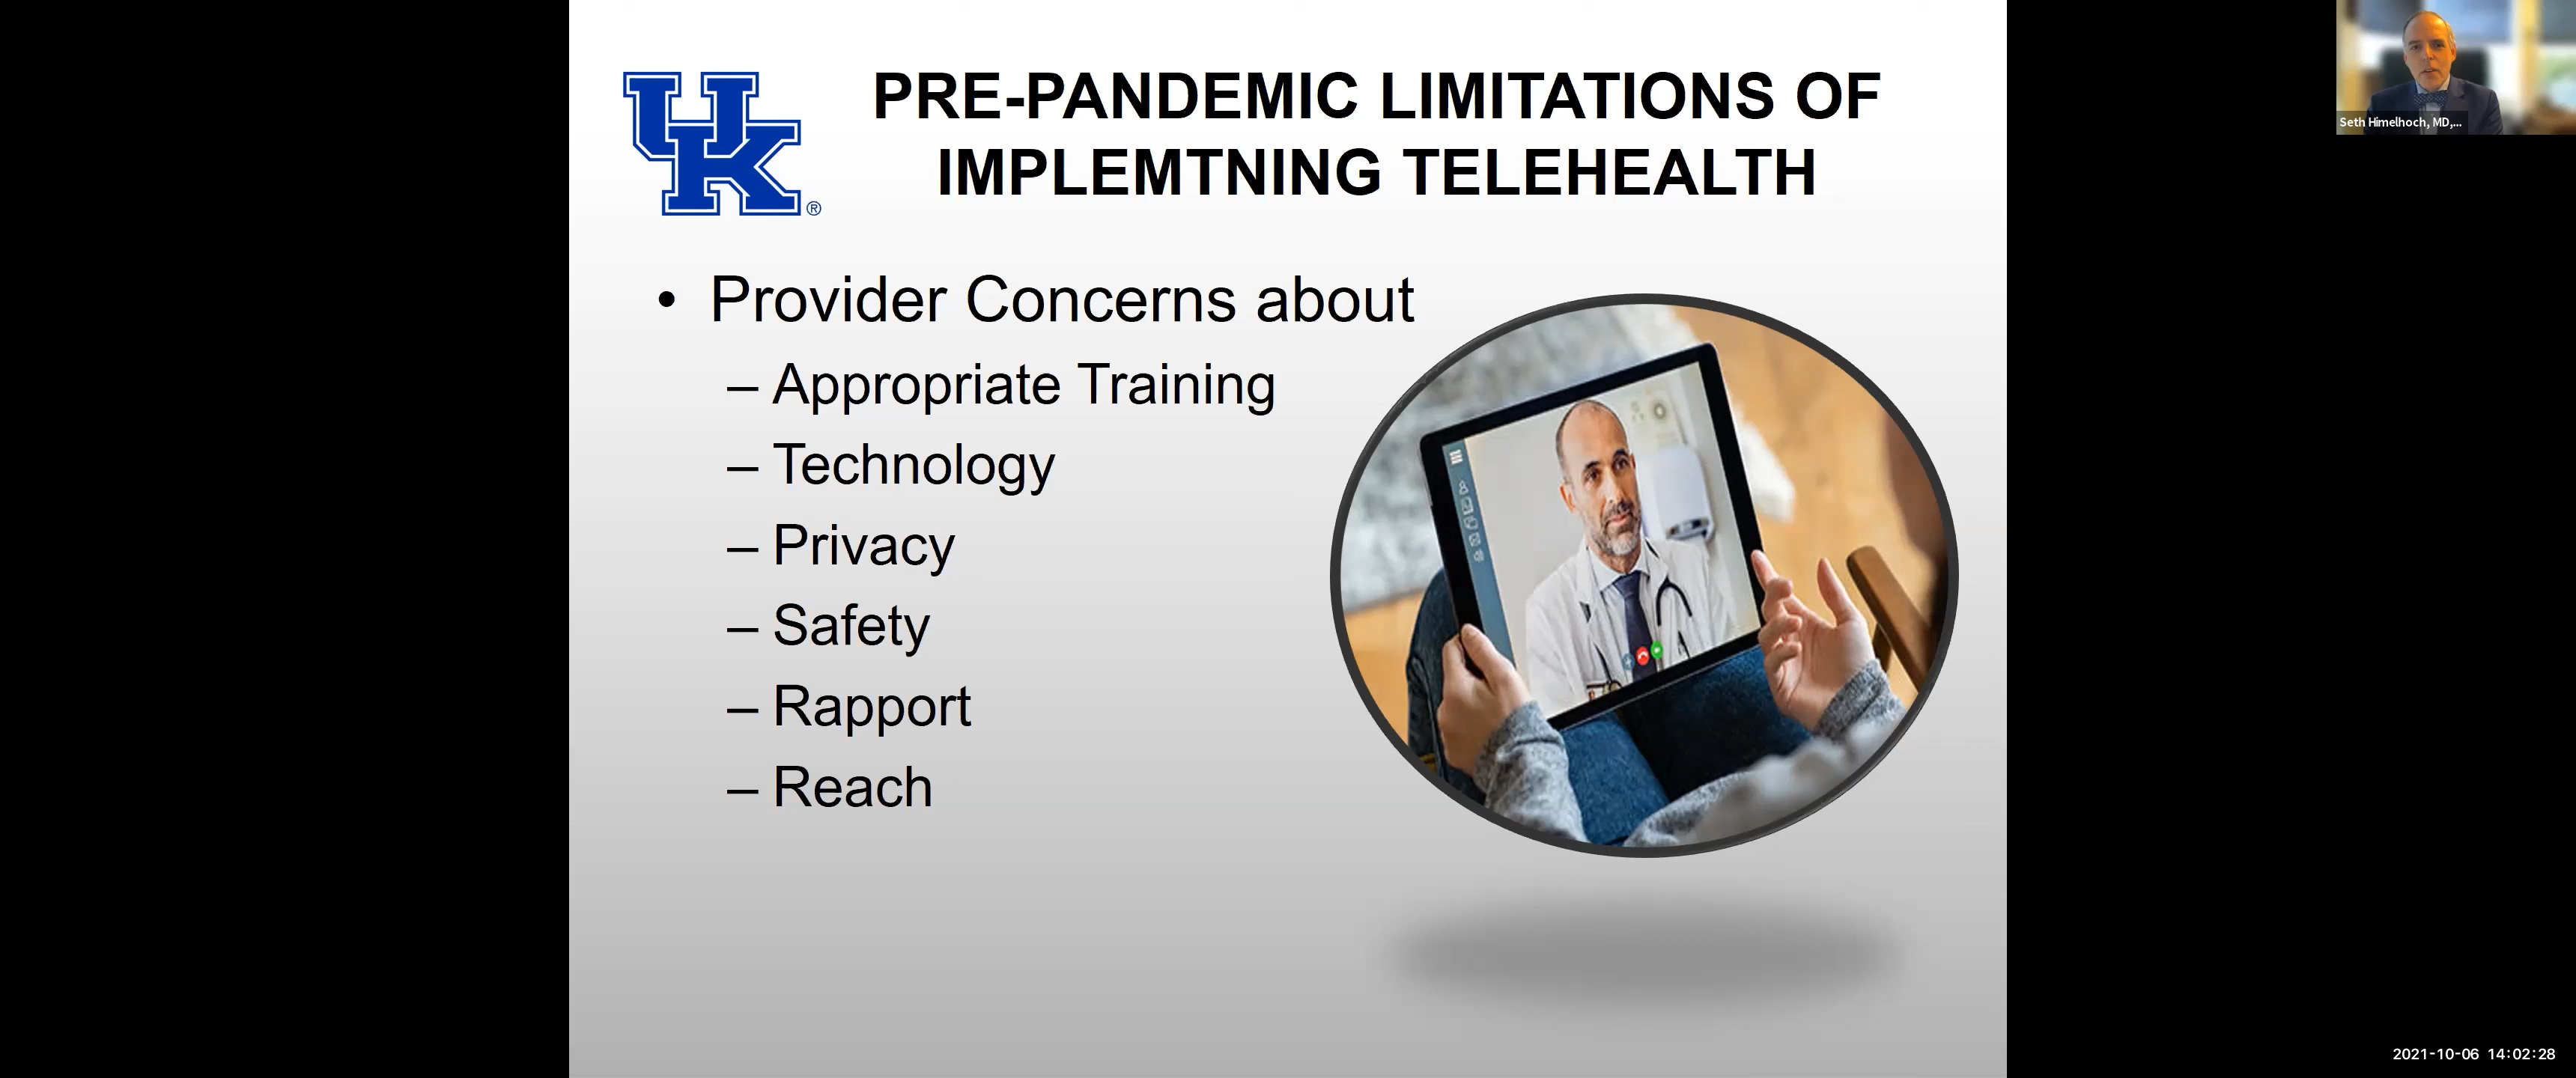 PRE-PANDEMIC LIMITATIONS OF
IMPLEMTNING TELEHEALTH
UK®
• Provider Concerns about
– Appropriate Training
– Technology
– Privacy
– Safety
– Rapport
– Reach
Seth Himelhoch, MD,...
2021-10-06 14:02:28